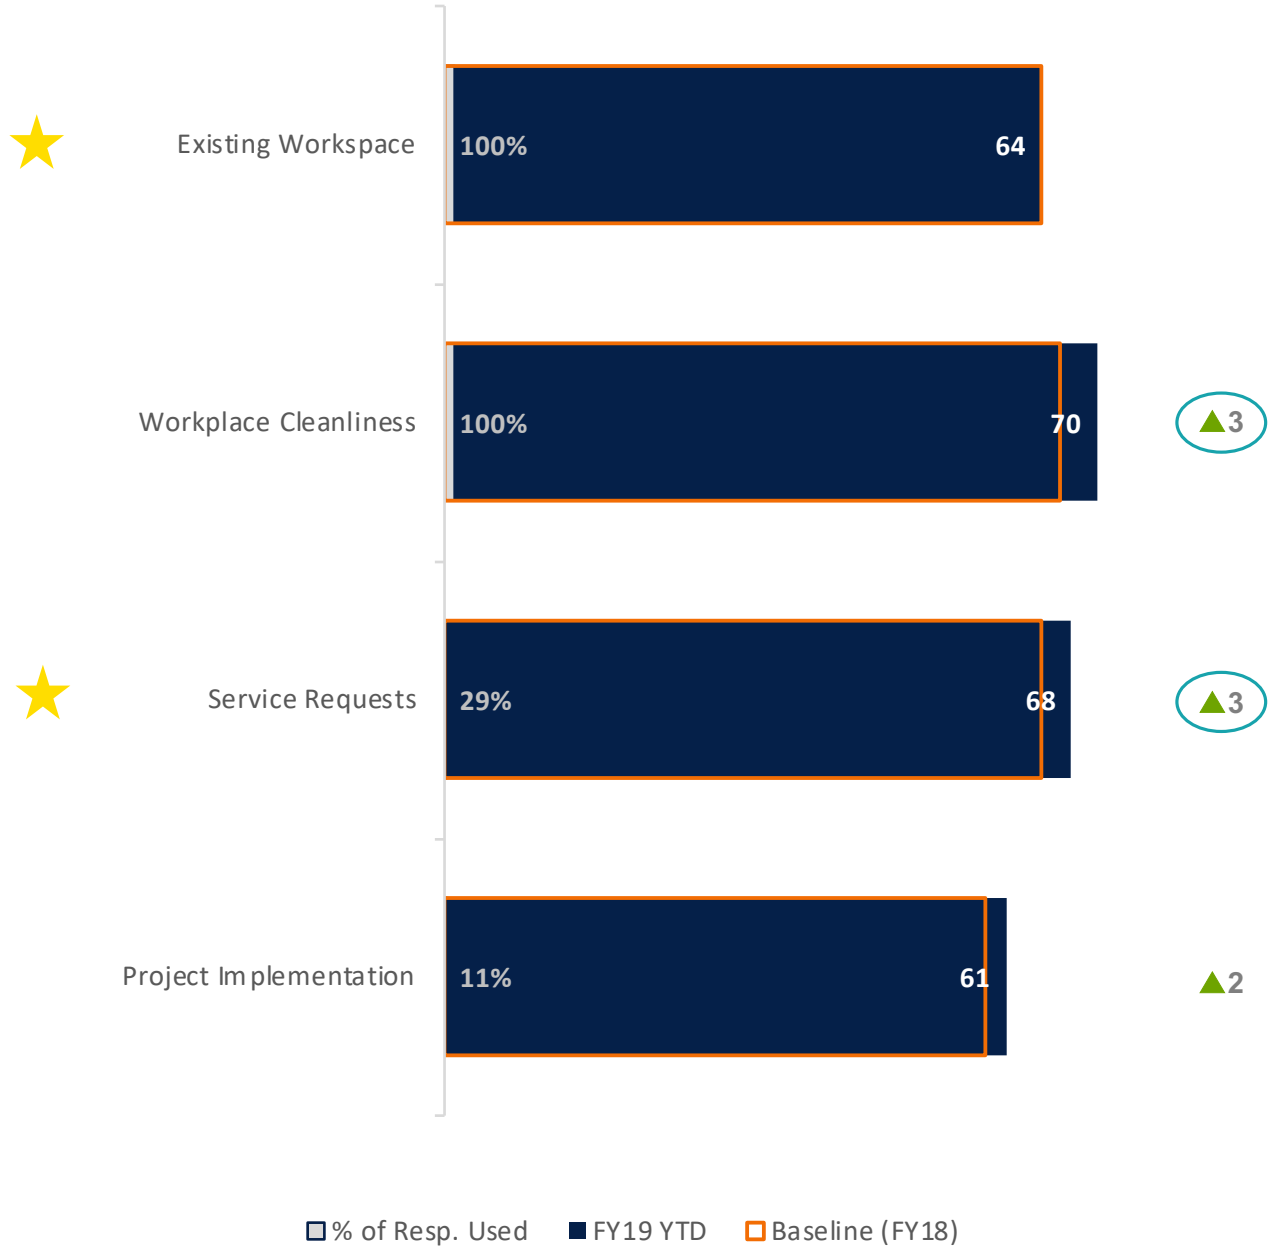 Existing Workspace 100% 64
Workplace Cleanliness 100% 70 ▲3
Service Requests 29% 68 ▲3
Project Implementation 11% 61 ▲2
% of Resp. Used FY19 YTD Baseline (FY18)